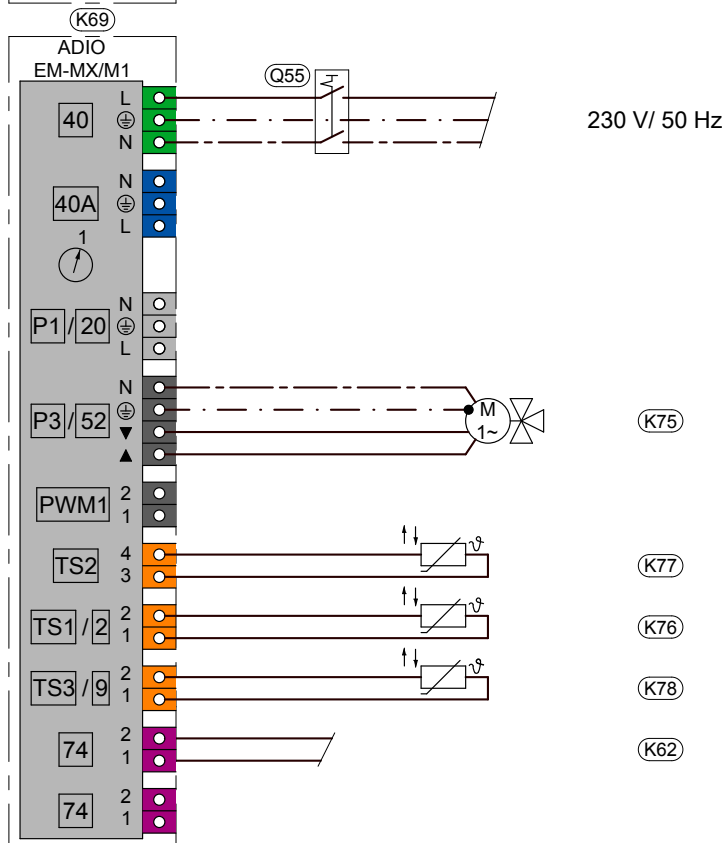 K69
ADIO
EM-MX/M1
Q55
40 L
N
230 V/ 50 Hz
40A N
L
1
P1 / 20 N
L
P3 / 52 N
▼
▲
M
1~
K75
PWM1 2
1
TS2 4
3
ϑ
K77
TS1 / 2 2
1
ϑ
K76
TS3 / 9 2
1
ϑ
K78
74 2
1
K62
74 2
1